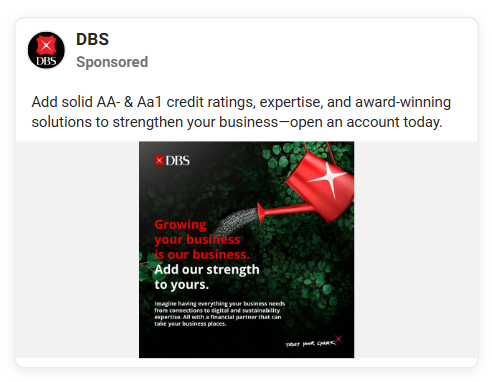 DBS
Sponsored
DBS
Add solid AA- & Aa1 credit ratings, expertise, and award-winning
solutions to strengthen your business—open an account today.
DBS
Growing
your business
is our business.
Add our strength
to yours.
Imagine having everything your business needs
from connections to digital and sustainability
expertise. All with a financial partner that can
take your business places.
TRUST YOUR SPARK